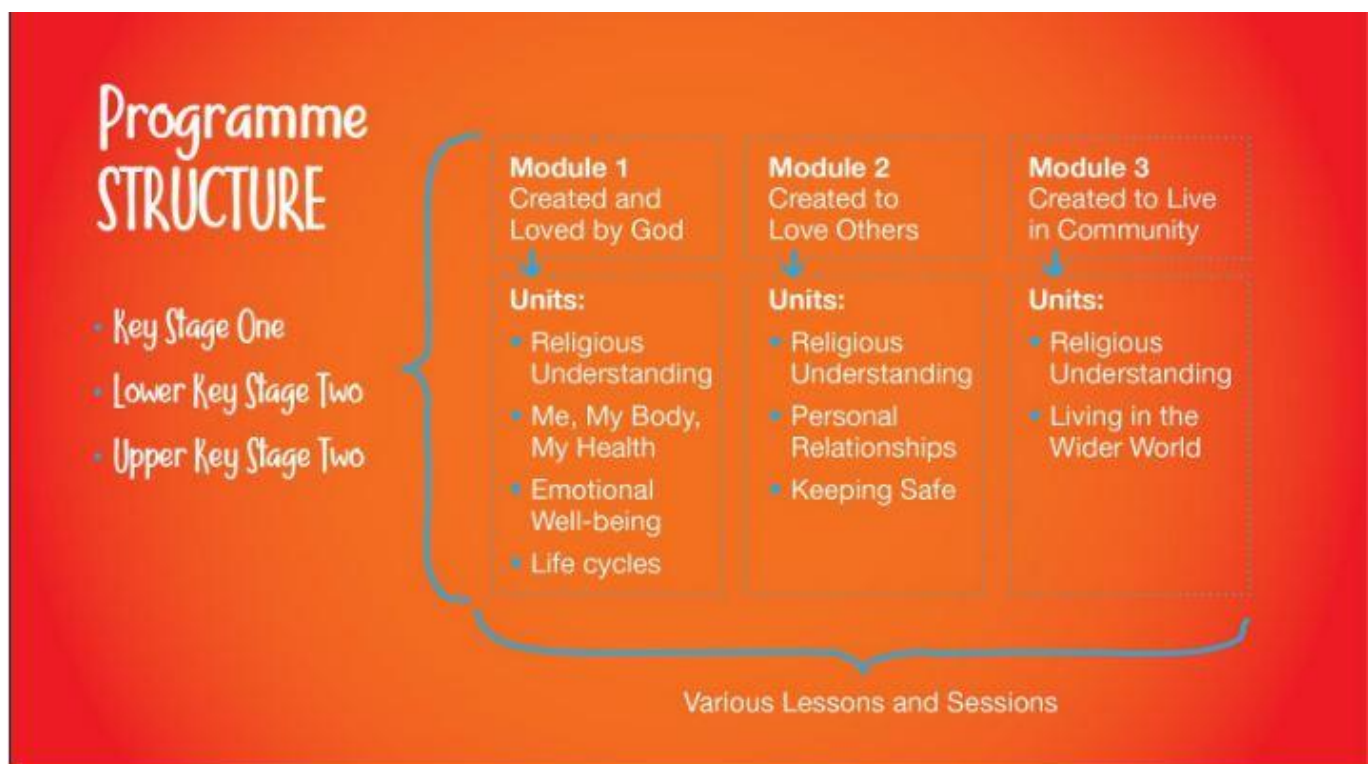 Programme
STRUCTURE
Key Stage One
Lower Key Stage Two
Upper Key Stage Two
Module 1
Created and
Loved by God
Units:
Religious
Understanding
Me, My Body,
My Health
Emotional
Well-being
Life cycles
Module 2
Created to
Love Others
Units:
Religious
Understanding
Personal
Relationships
Keeping Safe
Module 3
Created to Live
in Community
Units:
Religious
Understanding
Living in the
Wider World
Various Lessons and Sessions